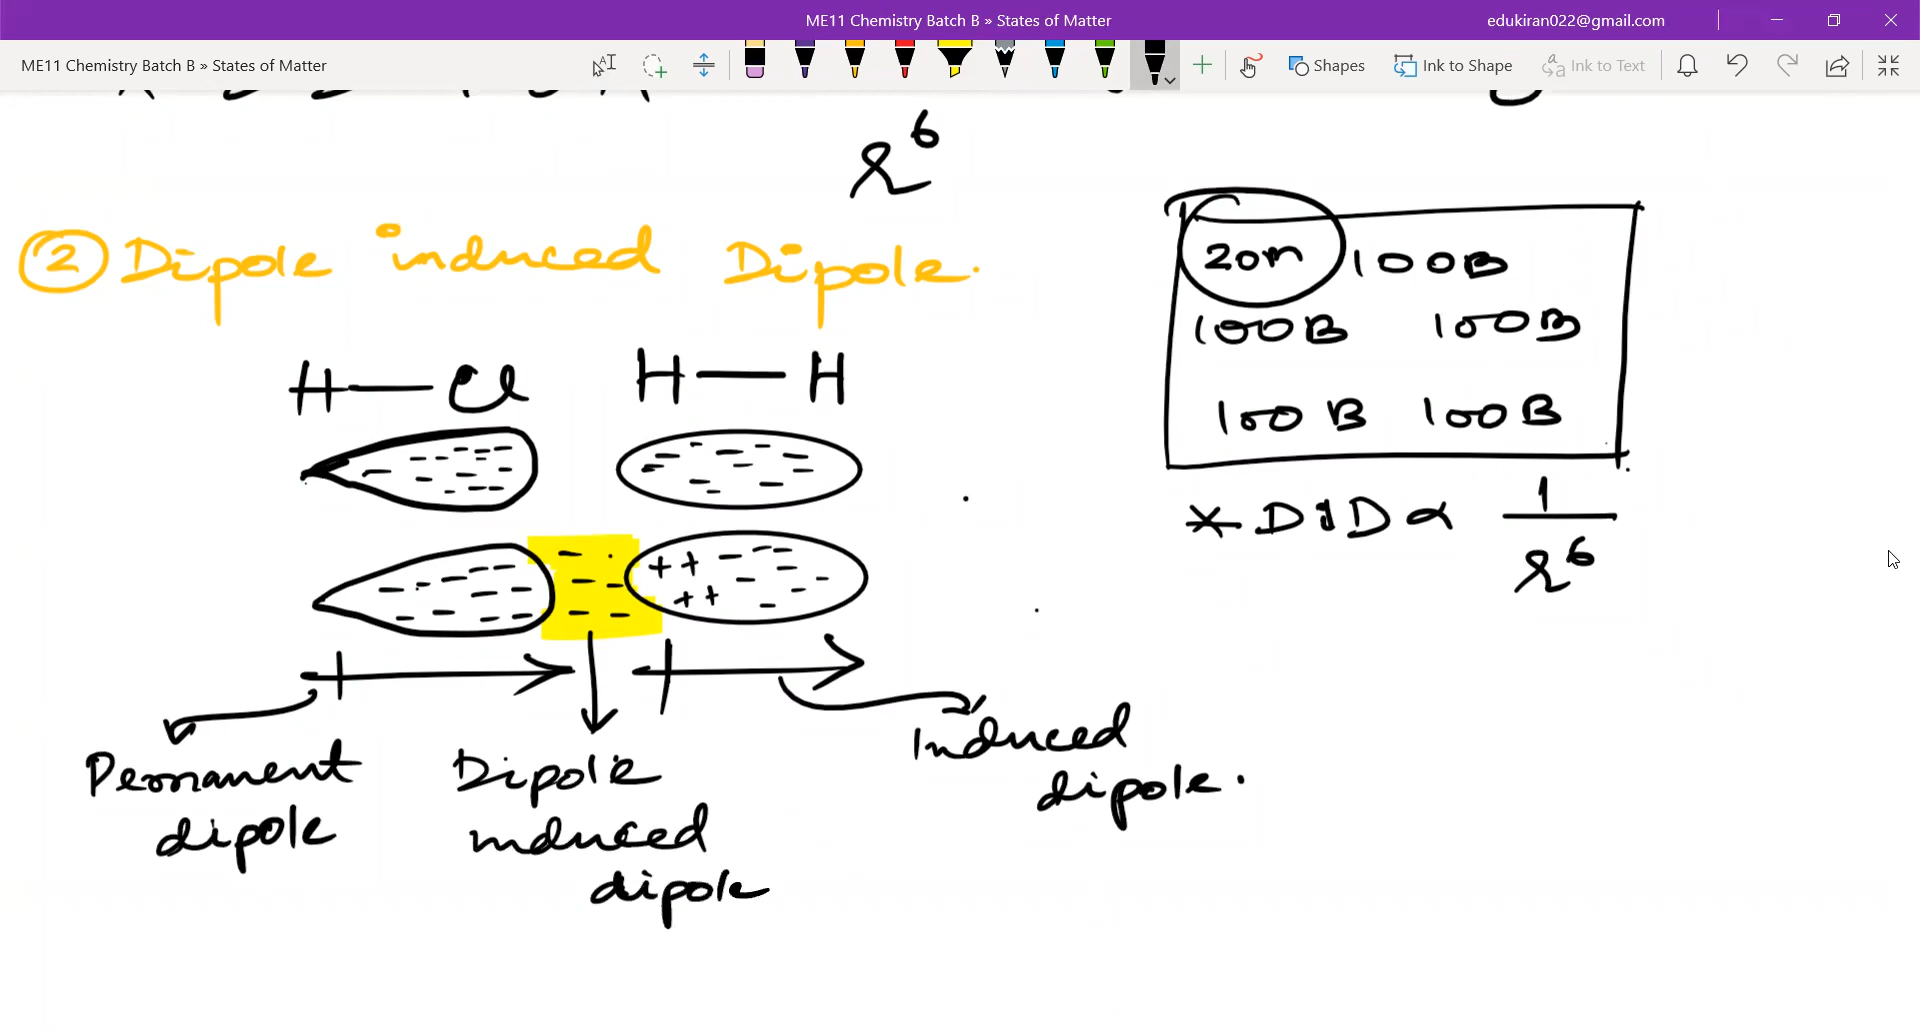 ME11 Chemistry Batch B » States of Matter
edukiran022@gmail.com
ME11 Chemistry Batch B » States of Matter
Shapes
Ink to Shape
Ink to Text
r⁶
② Dipole induced Dipole.
H—Cl H—H
++
++
Permanent
dipole
Dipole
induced
dipole
Induced
dipole.
20m 100B
100B 100B
100B 100B
* DID ∝ 1
r⁶